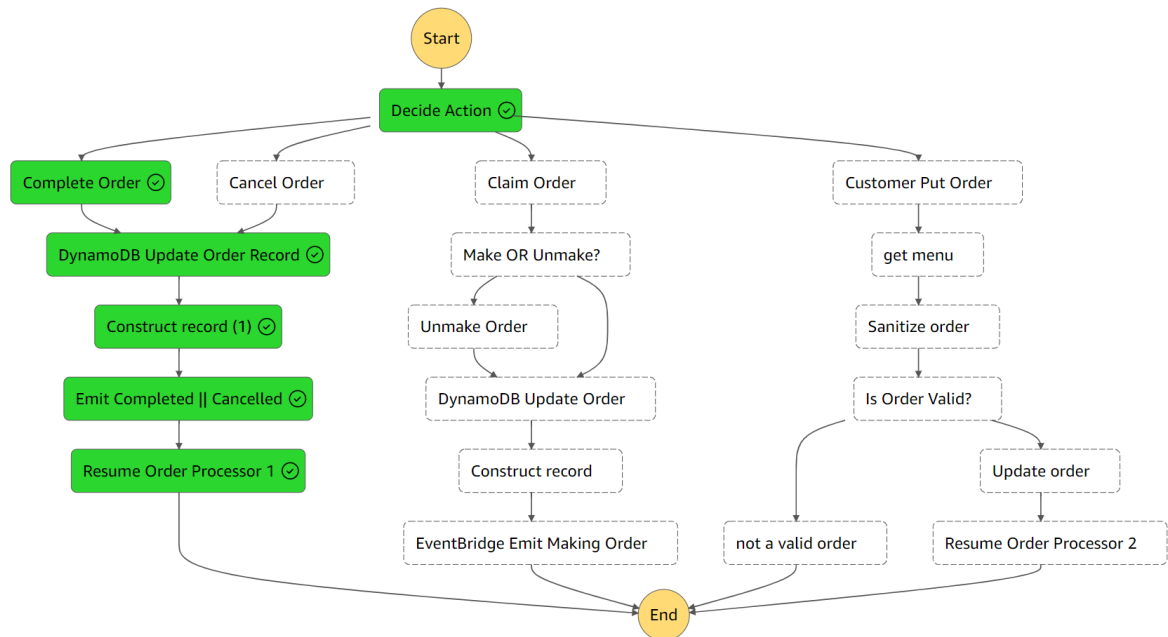 Start
Decide Action
Complete Order
Cancel Order
Claim Order
Customer Put Order
DynamoDB Update Order Record
Make OR Unmake?
get menu
Construct record (1)
Unmake Order
Sanitize order
Emit Completed || Cancelled
DynamoDB Update Order
Is Order Valid?
Resume Order Processor 1
Construct record
Update order
EventBridge Emit Making Order
not a valid order
Resume Order Processor 2
End